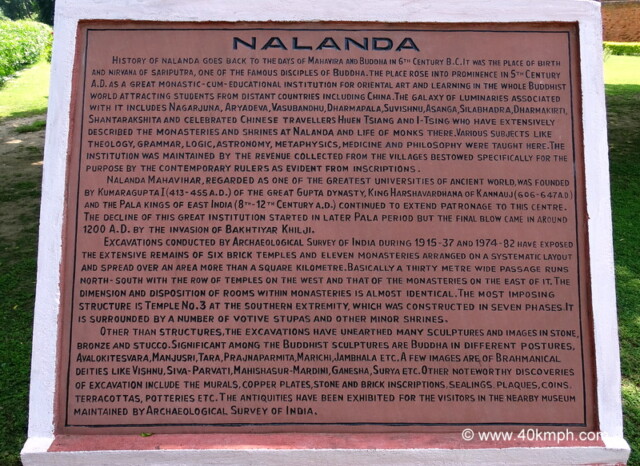 NALANDA
HISTORY OF NALANDA GOES BACK TO THE DAYS OF MAHAVIRA AND BUDDHA IN 6TH CENTURY B.C. IT WAS THE PLACE OF BIRTH
AND NIRVANA OF SARIPUTRA, ONE OF THE FAMOUS DISCIPLES OF BUDDHA. THE PLACE ROSE INTO PROMINENCE IN 5TH CENTURY
A.D. AS A GREAT MONASTIC-CUM-EDUCATIONAL INSTITUTION FOR ORIENTAL ART AND LEARNING IN THE WHOLE BUDDHIST
WORLD ATTRACTING STUDENTS FROM DISTANT COUNTRIES INCLUDING CHINA. THE GALAXY OF LUMINARIES ASSOCIATED
WITH IT INCLUDES NAGARJUNA, ARYADEVA, VASUBANDHU, DHARMAPALA, SUVISHNU, ASANGA, SILABHADRA, DHARMAKIRTI,
SHANTARAKSHITA AND CELEBRATED CHINESE TRAVELLERS HIUEN TSIANG AND I-TSING WHO HAVE EXTENSIVELY
DESCRIBED THE MONASTERIES AND SHRINES AT NALANDA AND LIFE OF MONKS THERE. VARIOUS SUBJECTS LIKE
THEOLOGY, GRAMMAR, LOGIC, ASTRONOMY, METAPHYSICS, MEDICINE AND PHILOSOPHY WERE TAUGHT HERE. THE
INSTITUTION WAS MAINTAINED BY THE REVENUE COLLECTED FROM THE VILLAGES BESTOWED SPECIFICALLY FOR THE
PURPOSE BY THE CONTEMPORARY RULERS AS EVIDENT FROM INSCRIPTIONS.
NALANDA MAHAVIHAR, REGARDED AS ONE OF THE GREATEST UNIVERSITIES OF ANCIENT WORLD, WAS FOUNDED
BY KUMARAGUPTA I (413-455 A.D.) OF THE GREAT GUPTA DYNASTY, KING HARSHAVARDHANA OF KANNAUJ (606-647 AD)
AND THE PALA KINGS OF EAST INDIA (8TH-12TH CENTURY A.D.) CONTINUED TO EXTEND PATRONAGE TO THIS CENTRE.
THE DECLINE OF THIS GREAT INSTITUTION STARTED IN LATER PALA PERIOD BUT THE FINAL BLOW CAME IN AROUND
1200 A.D. BY THE INVASION OF BAKHTIYAR KHILJI.
EXCAVATIONS CONDUCTED BY ARCHAEOLOGICAL SURVEY OF INDIA DURING 1915-37 AND 1974-82 HAVE EXPOSED
THE EXTENSIVE REMAINS OF SIX BRICK TEMPLES AND ELEVEN MONASTERIES ARRANGED ON A SYSTEMATIC LAYOUT
AND SPREAD OVER AN AREA MORE THAN A SQUARE KILOMETRE. BASICALLY A THIRTY METRE WIDE PASSAGE RUNS
NORTH-SOUTH WITH THE ROW OF TEMPLES ON THE WEST AND THAT OF THE MONASTERIES ON THE EAST OF IT. THE
DIMENSION AND DISPOSITION OF ROOMS WITHIN MONASTERIES IS ALMOST IDENTICAL. THE MOST IMPOSING
STRUCTURE IS TEMPLE NO. 3 AT THE SOUTHERN EXTREMITY, WHICH WAS CONSTRUCTED IN SEVEN PHASES. IT
IS SURROUNDED BY A NUMBER OF VOTIVE STUPAS AND OTHER MINOR SHRINES.
OTHER THAN STRUCTURES, THE EXCAVATIONS HAVE UNEARTHED MANY SCULPTURES AND IMAGES IN STONE,
BRONZE AND STUCCO. SIGNIFICANT AMONG THE BUDDHIST SCULPTURES ARE BUDDHA IN DIFFERENT POSTURES,
AVALOKITESVARA, MANJUSRI, TARA, PRAJNAPARMITA, MARICHI, JAMBHALA ETC. A FEW IMAGES ARE OF BRAHMANICAL
DEITIES LIKE VISHNU, SIVA-PARVATI, MAHISHASUR-MARDINI, GANESHA, SURYA ETC. OTHER NOTEWORTHY DISCOVERIES
OF EXCAVATION INCLUDE THE MURALS, COPPER PLATES, STONE AND BRICK INSCRIPTIONS. SEALINGS, PLAQUES, COINS
TERRACOTTAS, POTTERIES ETC. THE ANTIQUITIES HAVE BEEN EXHIBITED FOR THE VISITORS IN THE NEARBY MUSEUM
MAINTAINED BY ARCHAEOLOGICAL SURVEY OF INDIA.
© www.40kmph.com